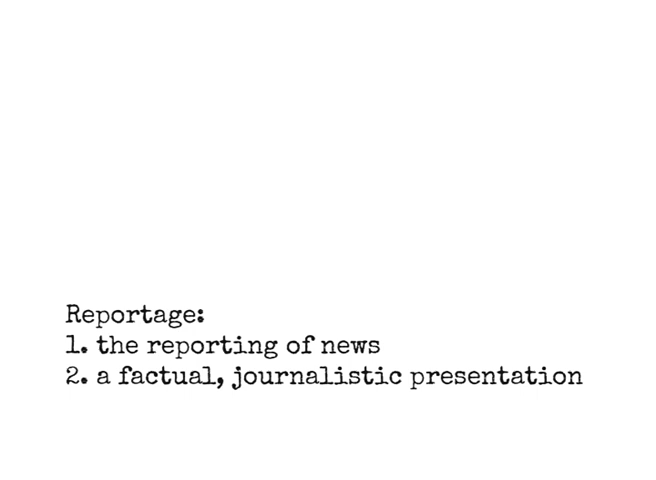 Reportage:
1. the reporting of news
2. a factual, journalistic presentation